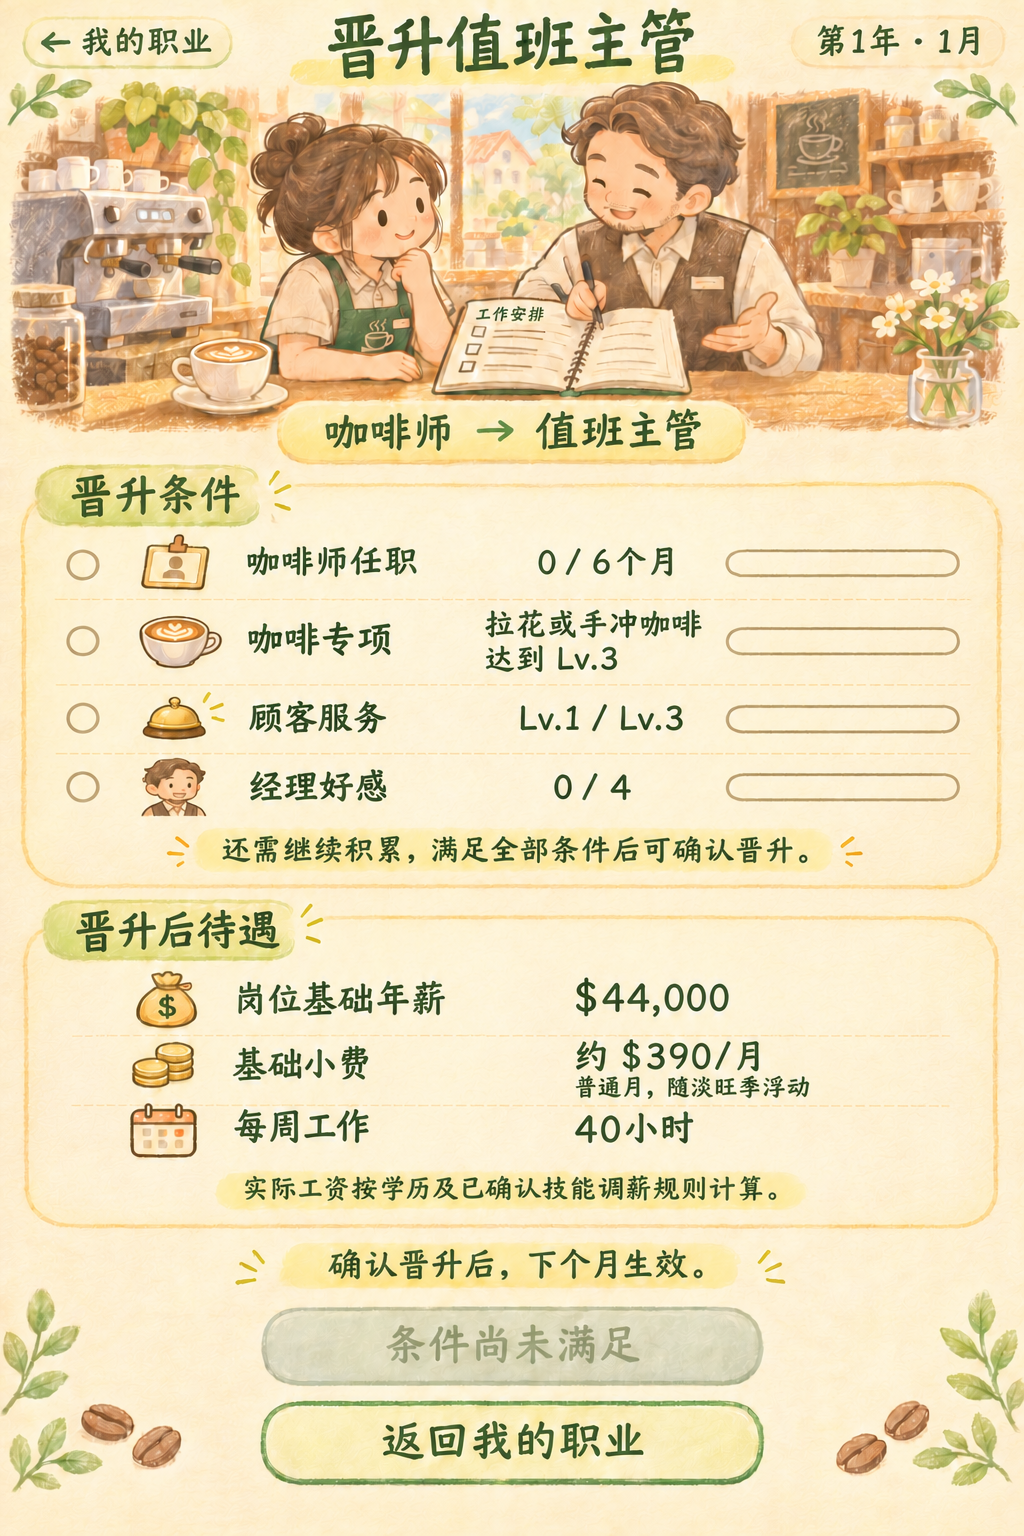 ← 我的职业
晋升值班主管
第1年·1月
工作安排
咖啡师 → 值班主管
晋升条件
咖啡师任职 0 / 6个月
咖啡专项 拉花或手冲咖啡
达到 Lv.3
顾客服务 Lv.1 / Lv.3
经理好感 0 / 4
还需继续积累，满足全部条件后可确认晋升。
晋升后待遇
$
岗位基础年薪 $44,000
基础小费 约 $390/月
普通月，随淡旺季浮动
每周工作 40小时
实际工资按学历及已确认技能调薪规则计算。
确认晋升后，下个月生效。
条件尚未满足
返回我的职业